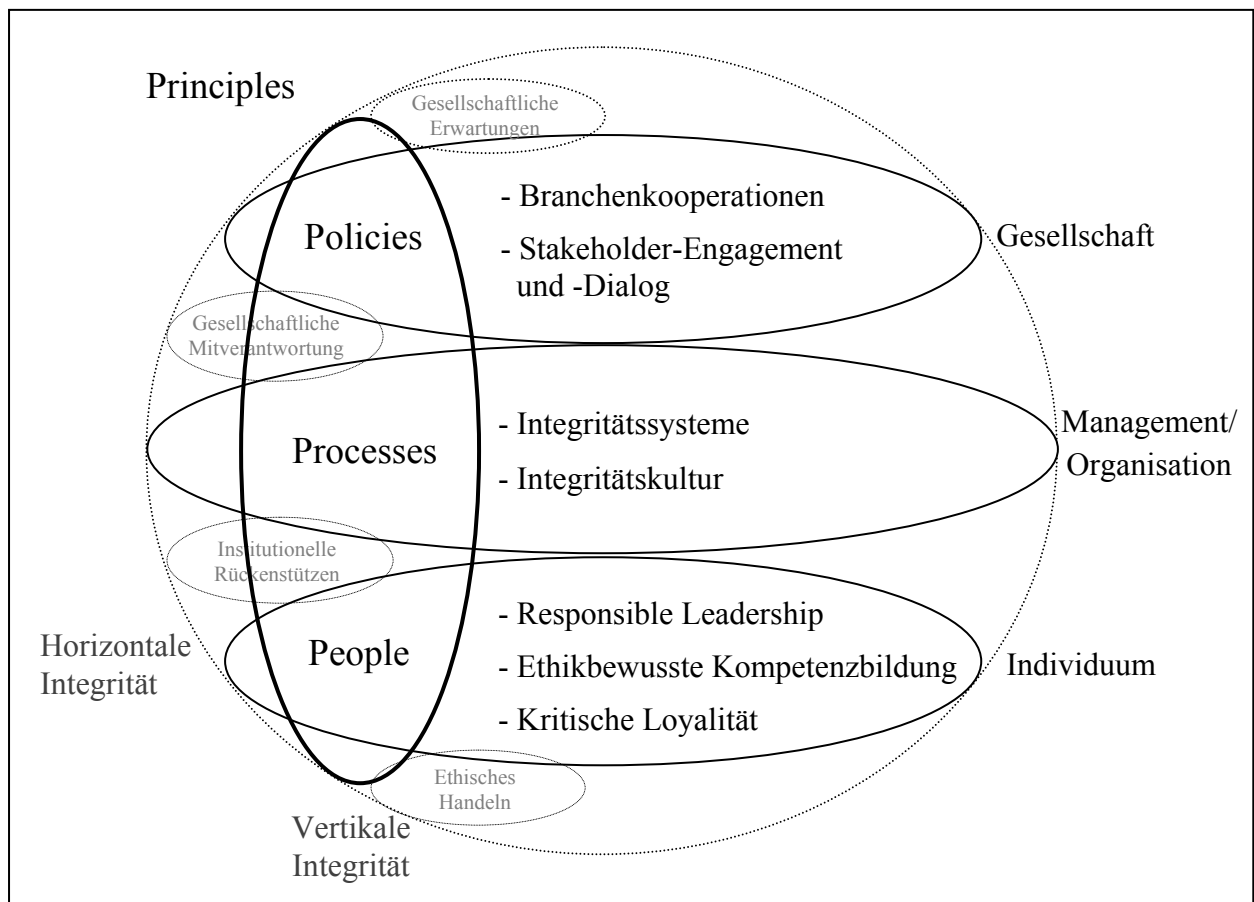 Principles
Gesellschaftliche
Erwartungen
Policies
- Branchenkooperationen
- Stakeholder-Engagement
und -Dialog
Gesellschaft
Gesellschaftliche
Mitverantwortung
Processes
- Integritätssysteme
- Integritätskultur
Management/
Organisation
Institutionelle
Rückenstützen
Horizontale
Integrität
People
- Responsible Leadership
- Ethikbewusste Kompetenzbildung
- Kritische Loyalität
Individuum
Ethisches
Handeln
Vertikale
Integrität